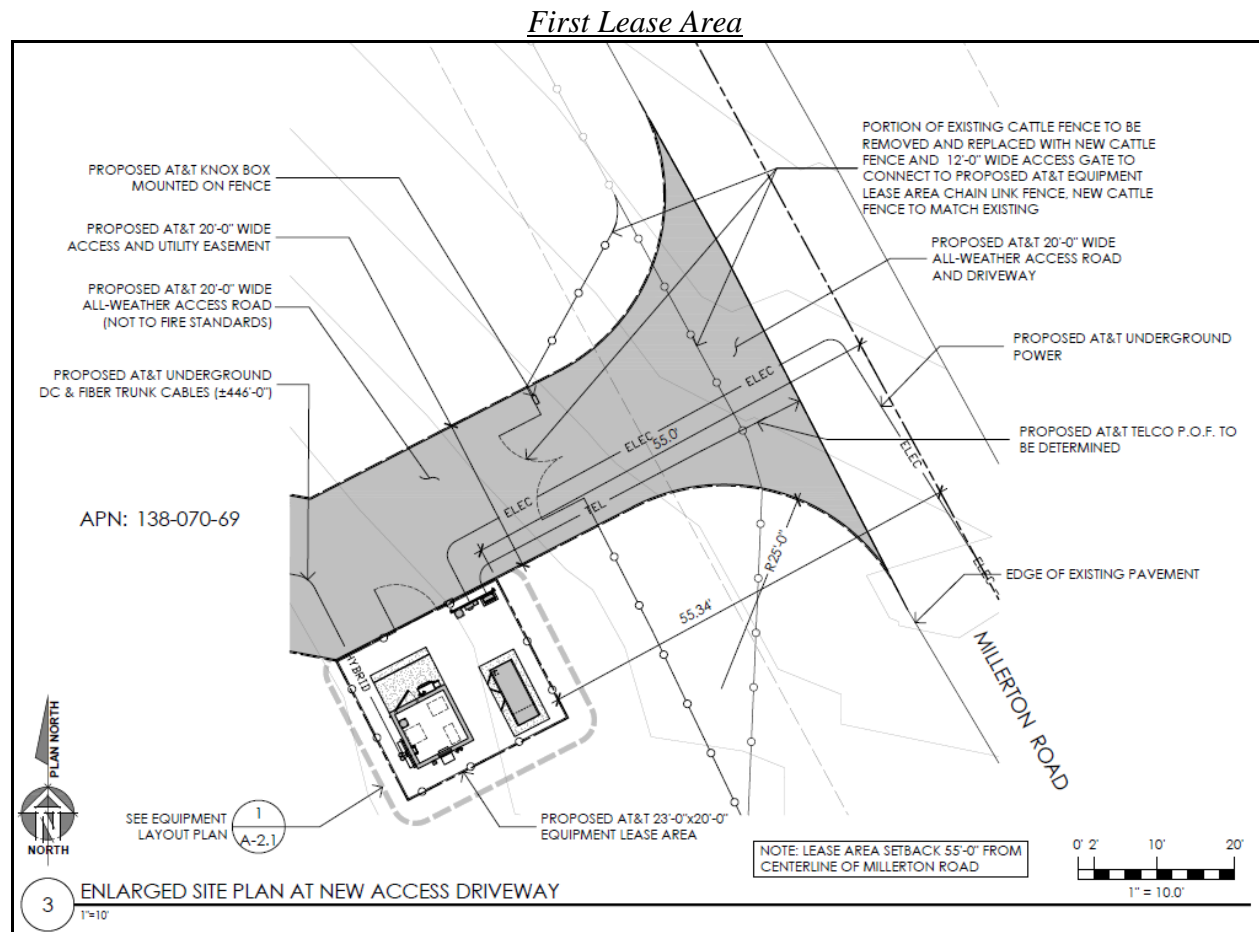 First Lease Area
PROPOSED AT&T KNOX BOX
MOUNTED ON FENCE
PROPOSED AT&T 20'-0" WIDE
ACCESS AND UTILITY EASEMENT
PROPOSED AT&T 20'-0" WIDE
ALL-WEATHER ACCESS ROAD
(NOT TO FIRE STANDARDS)
PROPOSED AT&T UNDERGROUND
DC & FIBER TRUNK CABLES (±446'-0")
APN: 138-070-69
PORTION OF EXISTING CATTLE FENCE TO BE
REMOVED AND REPLACED WITH NEW CATTLE
FENCE AND 12'-0" WIDE ACCESS GATE TO
CONNECT TO PROPOSED AT&T EQUIPMENT
LEASE AREA CHAIN LINK FENCE, NEW CATTLE
FENCE TO MATCH EXISTING
PROPOSED AT&T 20'-0" WIDE
ALL-WEATHER ACCESS ROAD
AND DRIVEWAY
PROPOSED AT&T UNDERGROUND
POWER
PROPOSED AT&T TELCO P.O.F. TO
BE DETERMINED
EDGE OF EXISTING PAVEMENT
ELEC
ELEC
ELEC
55.0'
TEL
ELEC
ELEC
R25'-0"
55.34'
HYBRID
MILLERTON ROAD
PLAN NORTH
NORTH
SEE EQUIPMENT
LAYOUT PLAN
1
A-2.1
PROPOSED AT&T 23'-0"x20'-0"
EQUIPMENT LEASE AREA
NOTE: LEASE AREA SETBACK 55'-0" FROM
CENTERLINE OF MILLERTON ROAD
0' 2' 10' 20'
1" = 10.0'
3
ENLARGED SITE PLAN AT NEW ACCESS DRIVEWAY
1"=10'